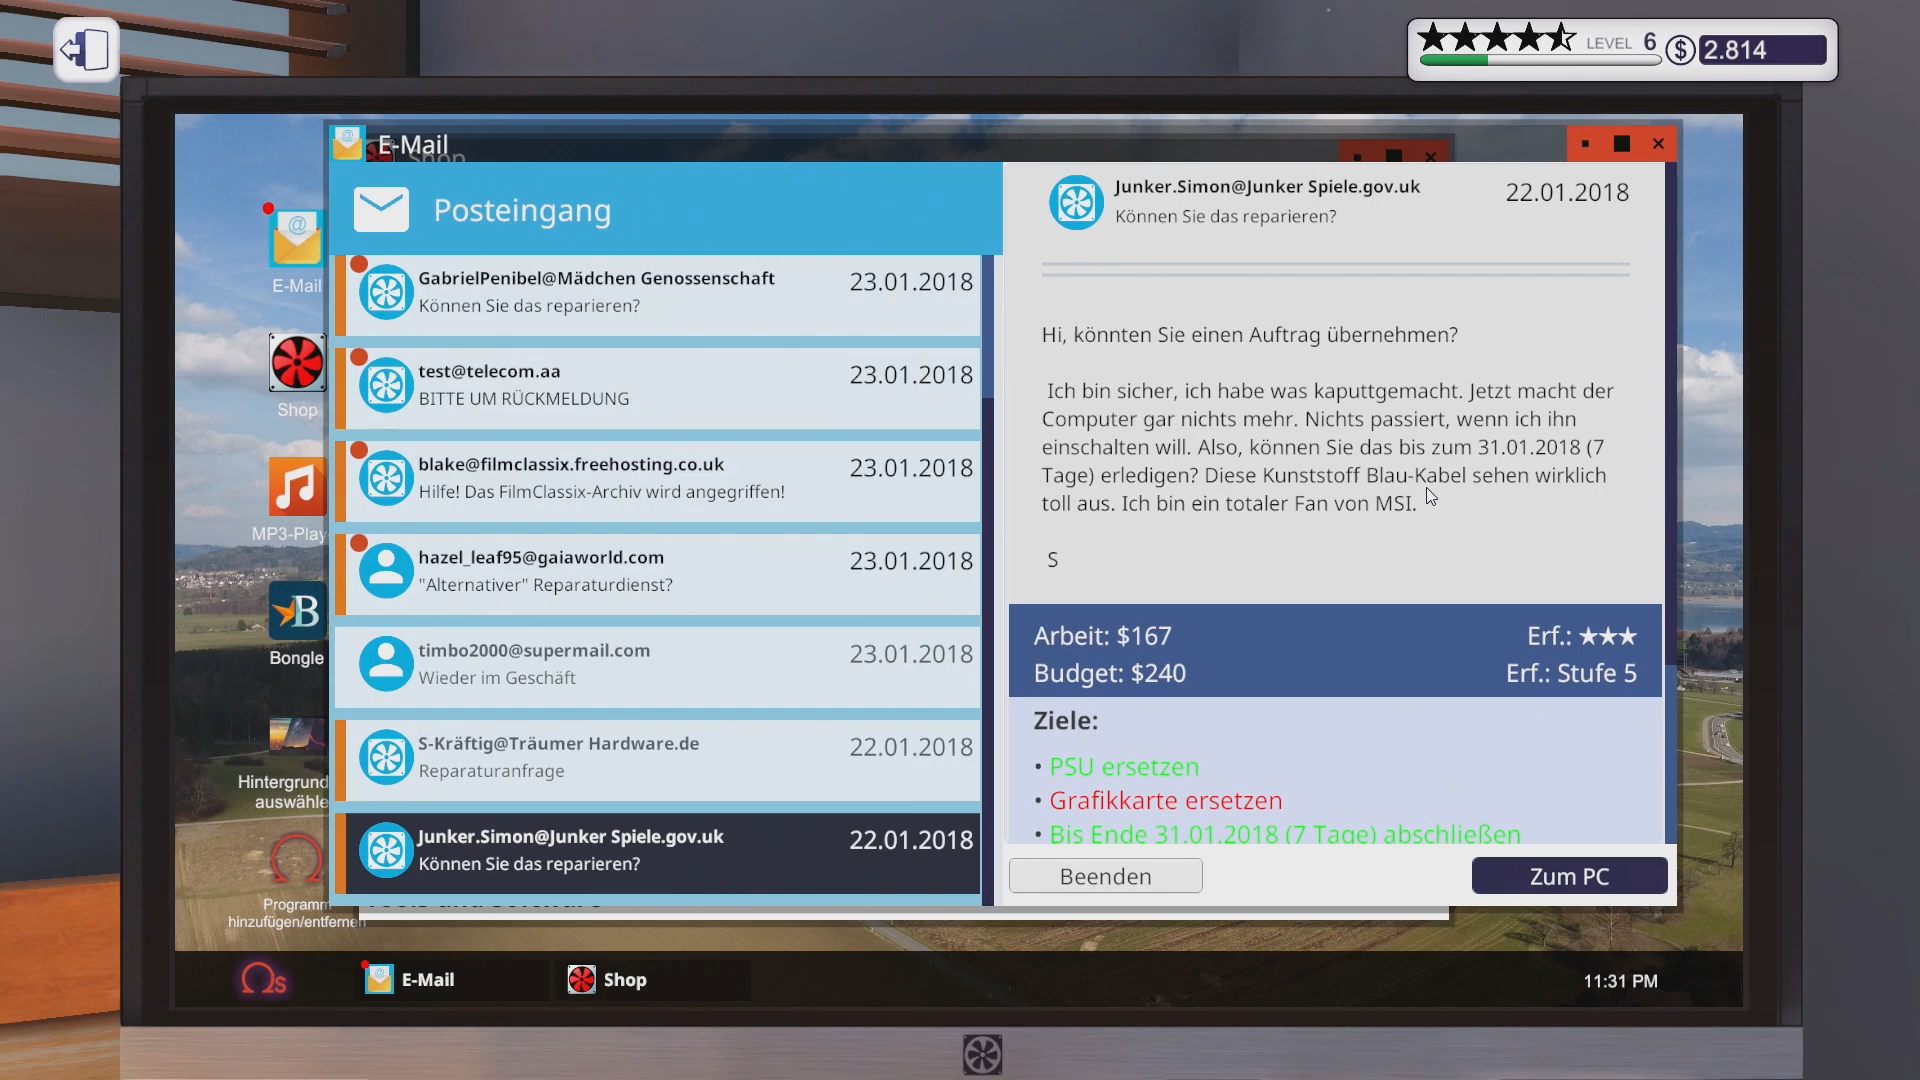 LEVEL 6
$ 2.814
E-Mail
Shop
Posteingang
GabrielPenibel@Mädchen Genossenschaft 23.01.2018
Können Sie das reparieren?
test@telecom.aa 23.01.2018
BITTE UM RÜCKMELDUNG
blake@filmclassix.freehosting.co.uk 23.01.2018
Hilfe! Das FilmClassix-Archiv wird angegriffen!
hazel_leaf95@gaiaworld.com 23.01.2018
"Alternativer" Reparaturdienst?
timbo2000@supermail.com 23.01.2018
Wieder im Geschäft
S-Kräftig@Träumer Hardware.de 22.01.2018
Reparaturanfrage
Junker.Simon@Junker Spiele.gov.uk 22.01.2018
Können Sie das reparieren?
Junker.Simon@Junker Spiele.gov.uk 22.01.2018
Können Sie das reparieren?
Hi, könnten Sie einen Auftrag übernehmen?
Ich bin sicher, ich habe was kaputtgemacht. Jetzt macht der
Computer gar nichts mehr. Nichts passiert, wenn ich ihn
einschalten will. Also, können Sie das bis zum 31.01.2018 (7
Tage) erledigen? Diese Kunststoff Blau-Kabel sehen wirklich
toll aus. Ich bin ein totaler Fan von MSI.
S
Arbeit: $167 Erf.: ★★★
Budget: $240 Erf.: Stufe 5
Ziele:
• PSU ersetzen
• Grafikkarte ersetzen
• Bis Ende 31.01.2018 (7 Tage) abschließen
Beenden
Zum PC
E-Mail
Shop
MP3-Play
B
Bongle
Hintergrund
auswähle
Programm
hinzufügen/entfernen
Ωs
E-Mail
Shop
11:31 PM